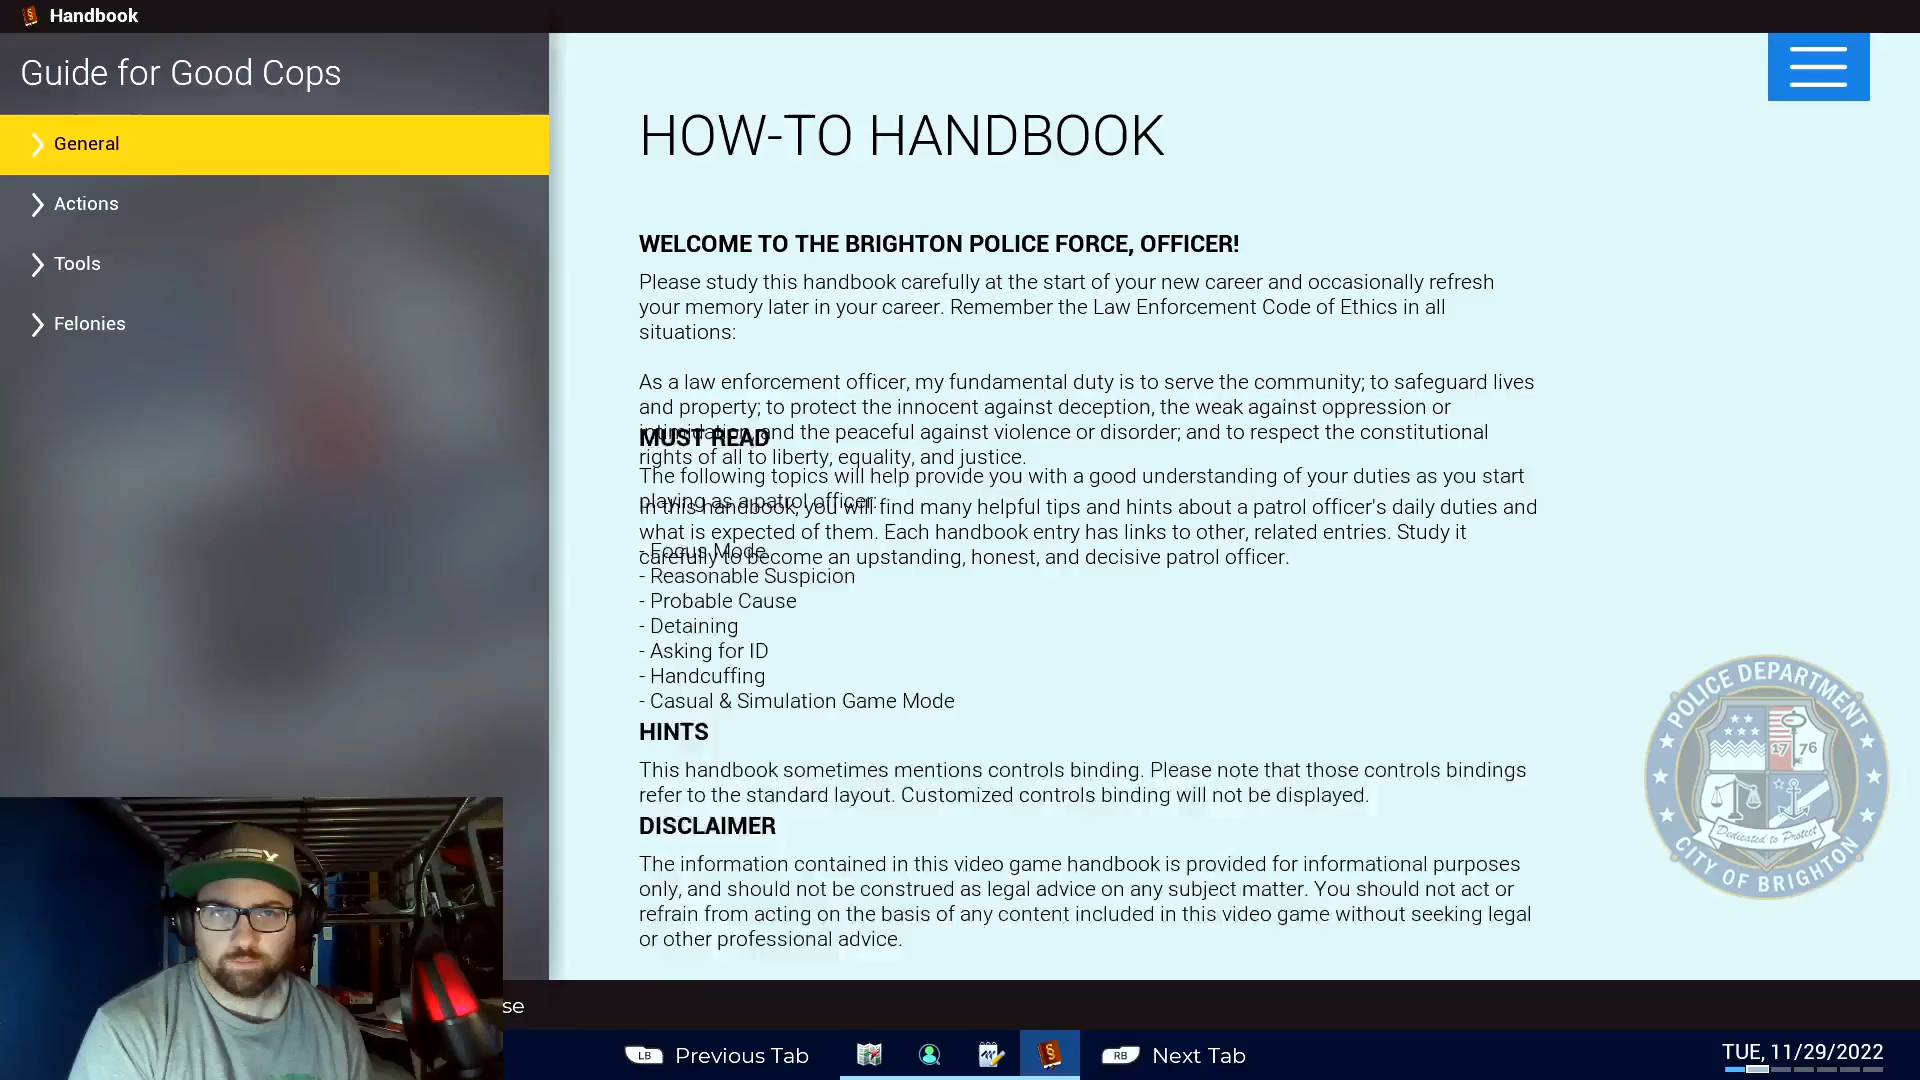 Handbook
Guide for Good Cops
General
Actions
Tools
Felonies
HOW-TO HANDBOOK
WELCOME TO THE BRIGHTON POLICE FORCE, OFFICER!
Please study this handbook carefully at the start of your new career and occasionally refresh
your memory later in your career. Remember the Law Enforcement Code of Ethics in all
situations:
As a law enforcement officer, my fundamental duty is to serve the community; to safeguard lives
and property; to protect the innocent against deception, the weak against oppression or
intimidation, and the peaceful against violence or disorder; and to respect the constitutional
MUST READ
rights of all to liberty, equality, and justice.
The following topics will help provide you with a good understanding of your duties as you start
playing as a patrol officer:
In this handbook, you will find many helpful tips and hints about a patrol officer's daily duties and
what is expected of them. Each handbook entry has links to other, related entries. Study it
- Focus Mode
carefully to become an upstanding, honest, and decisive patrol officer.
- Reasonable Suspicion
- Probable Cause
- Detaining
- Asking for ID
- Handcuffing
- Casual & Simulation Game Mode
HINTS
This handbook sometimes mentions controls binding. Please note that those controls bindings
refer to the standard layout. Customized controls binding will not be displayed.
DISCLAIMER
The information contained in this video game handbook is provided for informational purposes
only, and should not be construed as legal advice on any subject matter. You should not act or
refrain from acting on the basis of any content included in this video game without seeking legal
or other professional advice.
POLICE DEPARTMENT
17 76
Dedicated to Protect
CITY OF BRIGHTON
se
LB Previous Tab
RB Next Tab
TUE, 11/29/2022